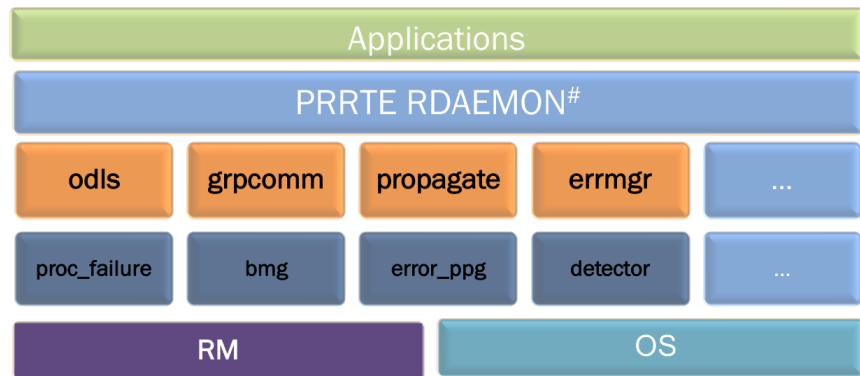 Applications
PRRTE RDAEMON#
odls grpcomm propagate errmgr ...
proc_failure bmg error_ppg detector ...
RM OS